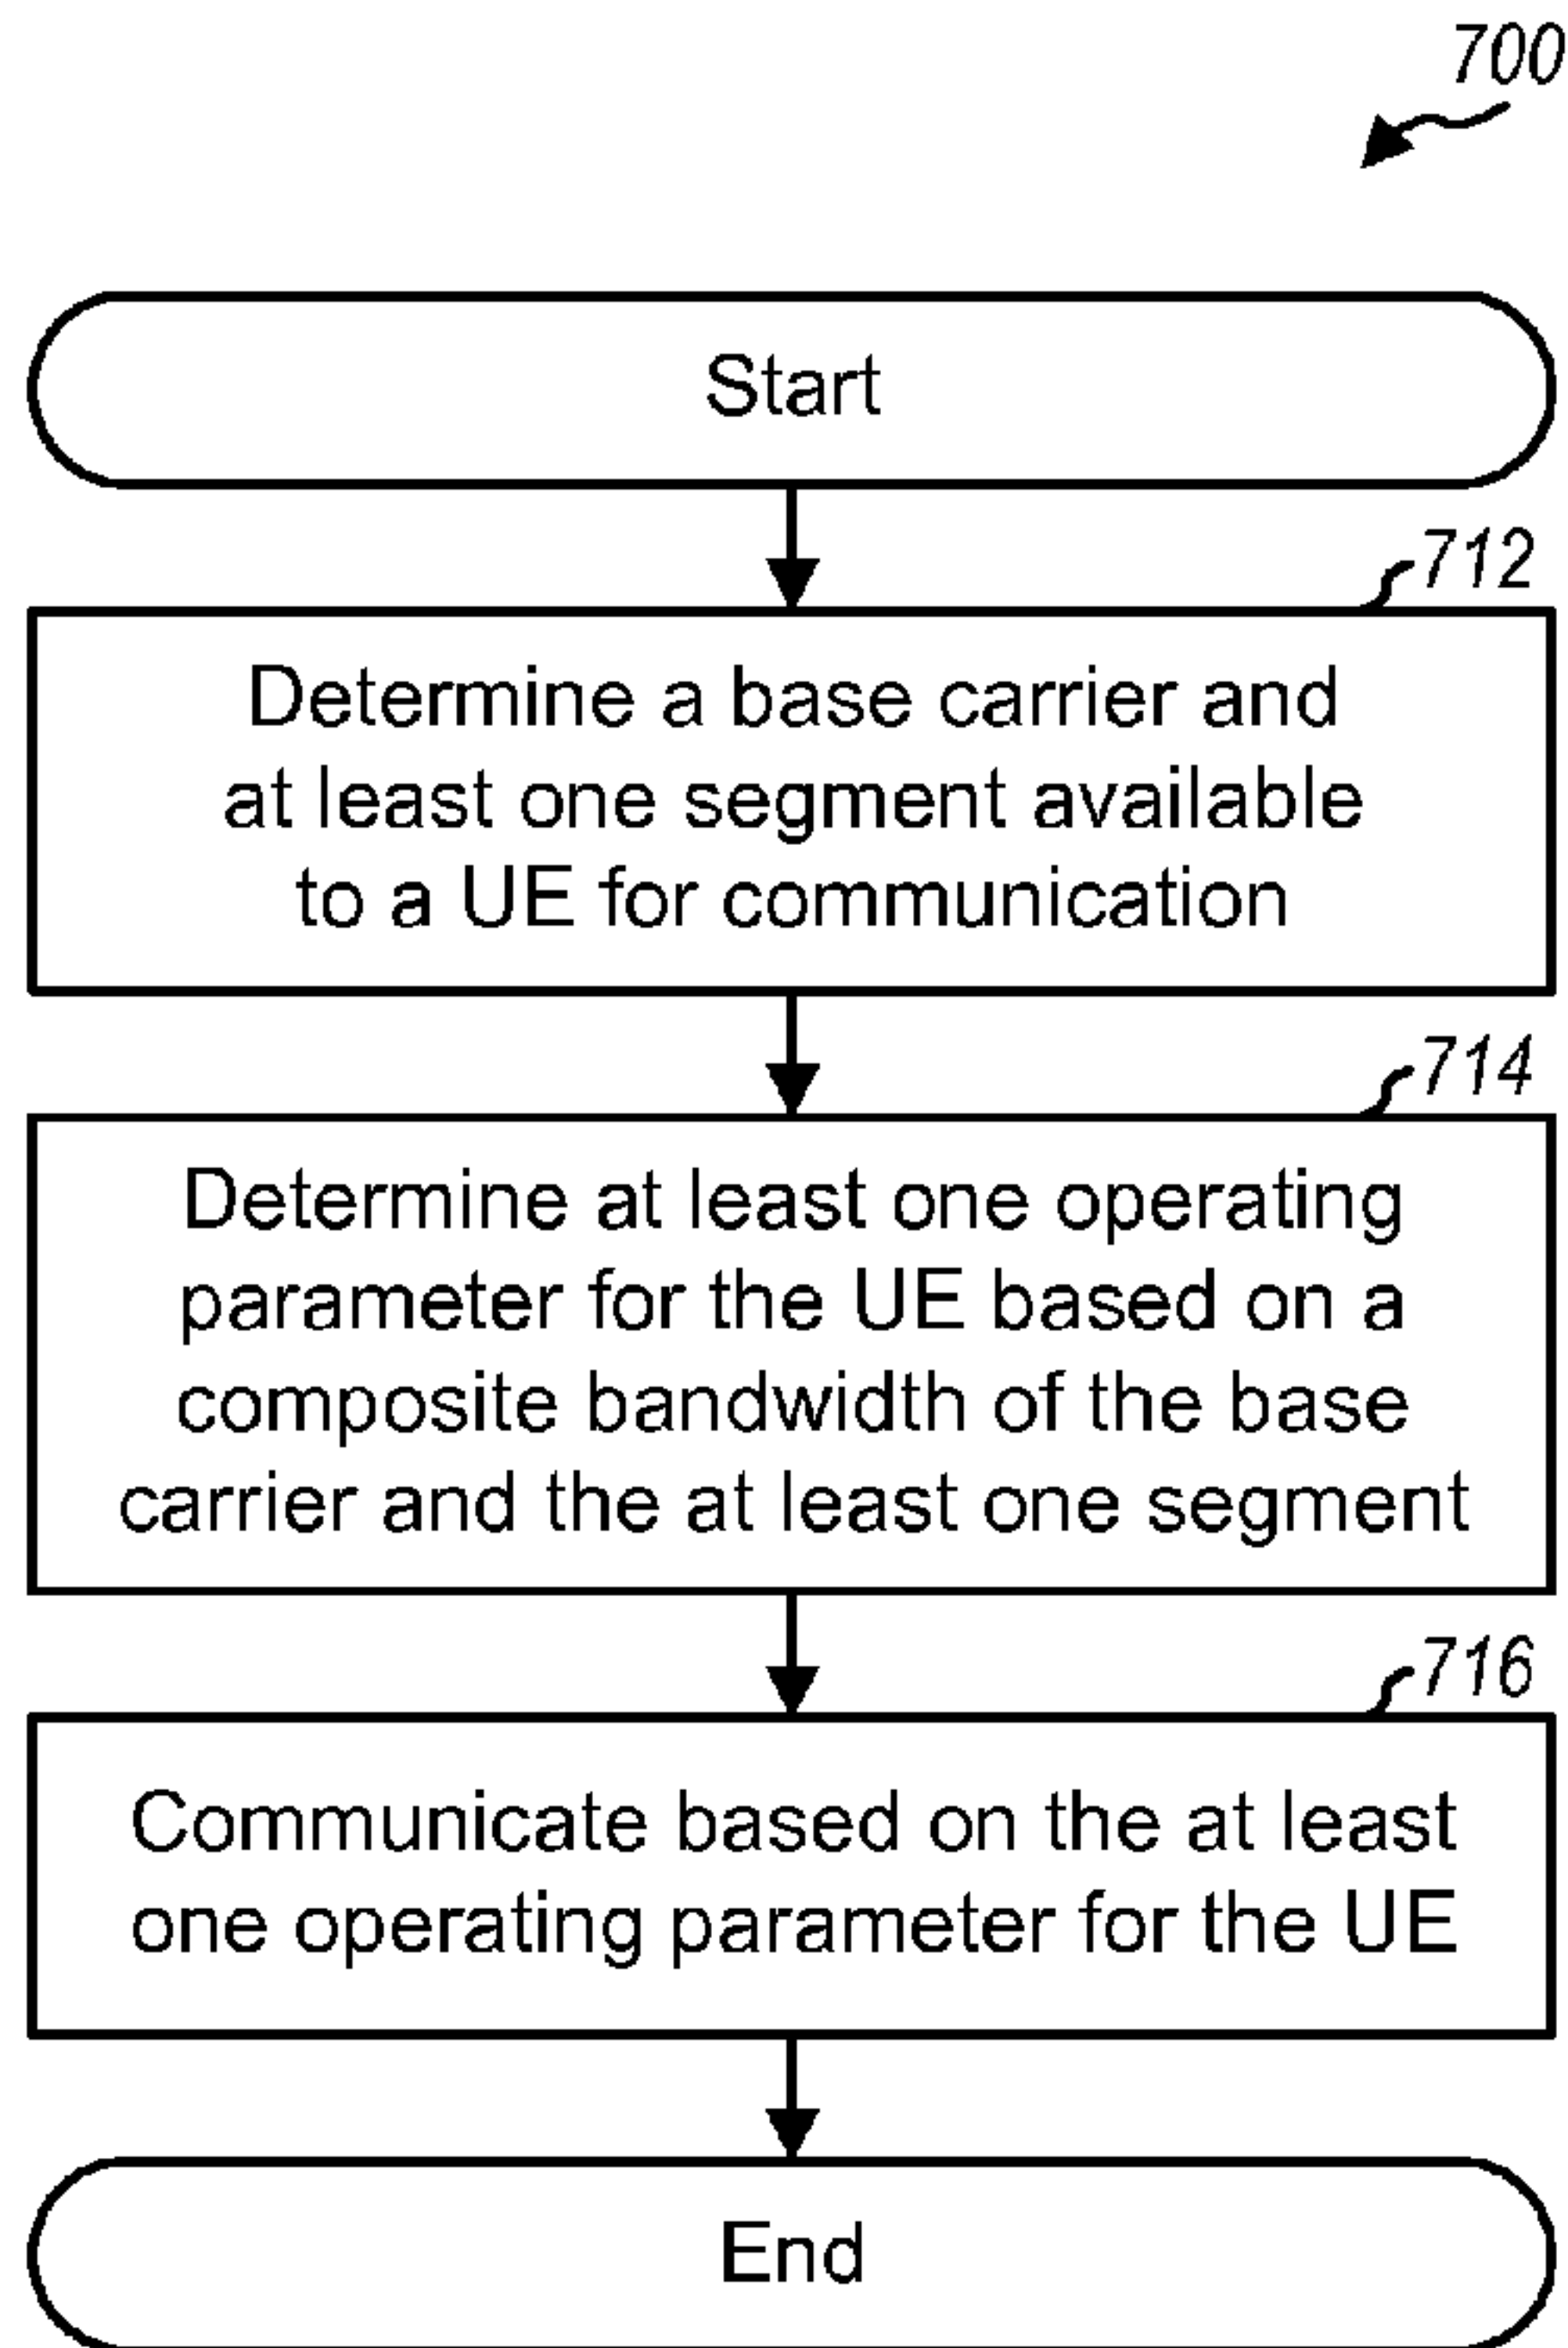 700
Start
712
Determine a base carrier and
at least one segment available
to a UE for communication
714
Determine at least one operating
parameter for the UE based on a
composite bandwidth of the base
carrier and the at least one segment
716
Communicate based on the at least
one operating parameter for the UE
End